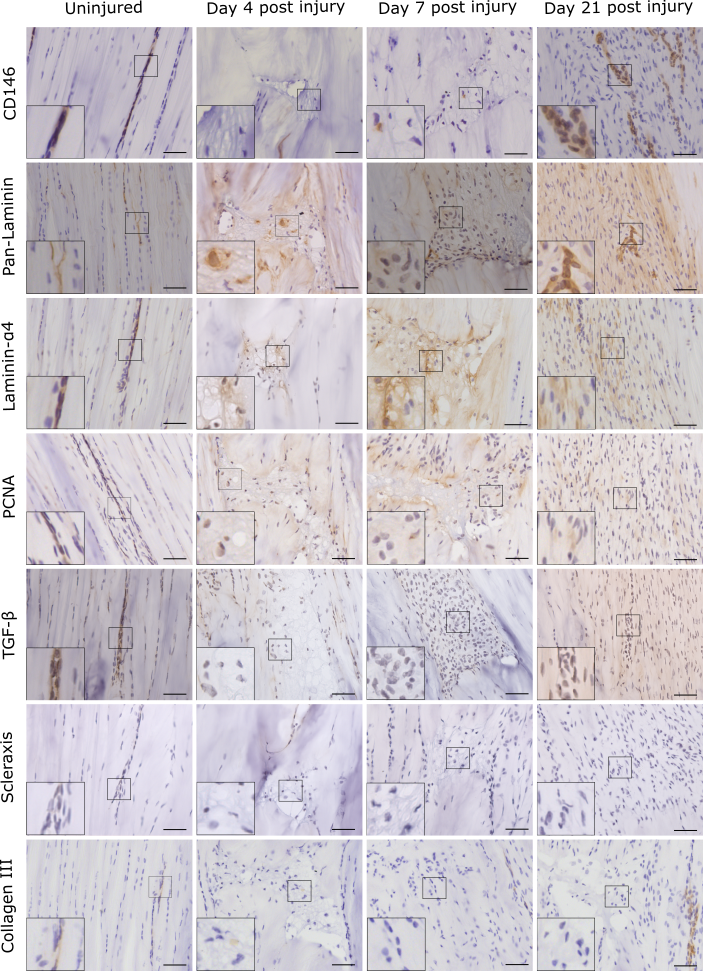 Uninjured Day 4 post injury Day 7 post injury Day 21 post injury
CD146
Pan-Laminin
Laminin-α4
PCNA
TGF-β
Scleraxis
Collagen III